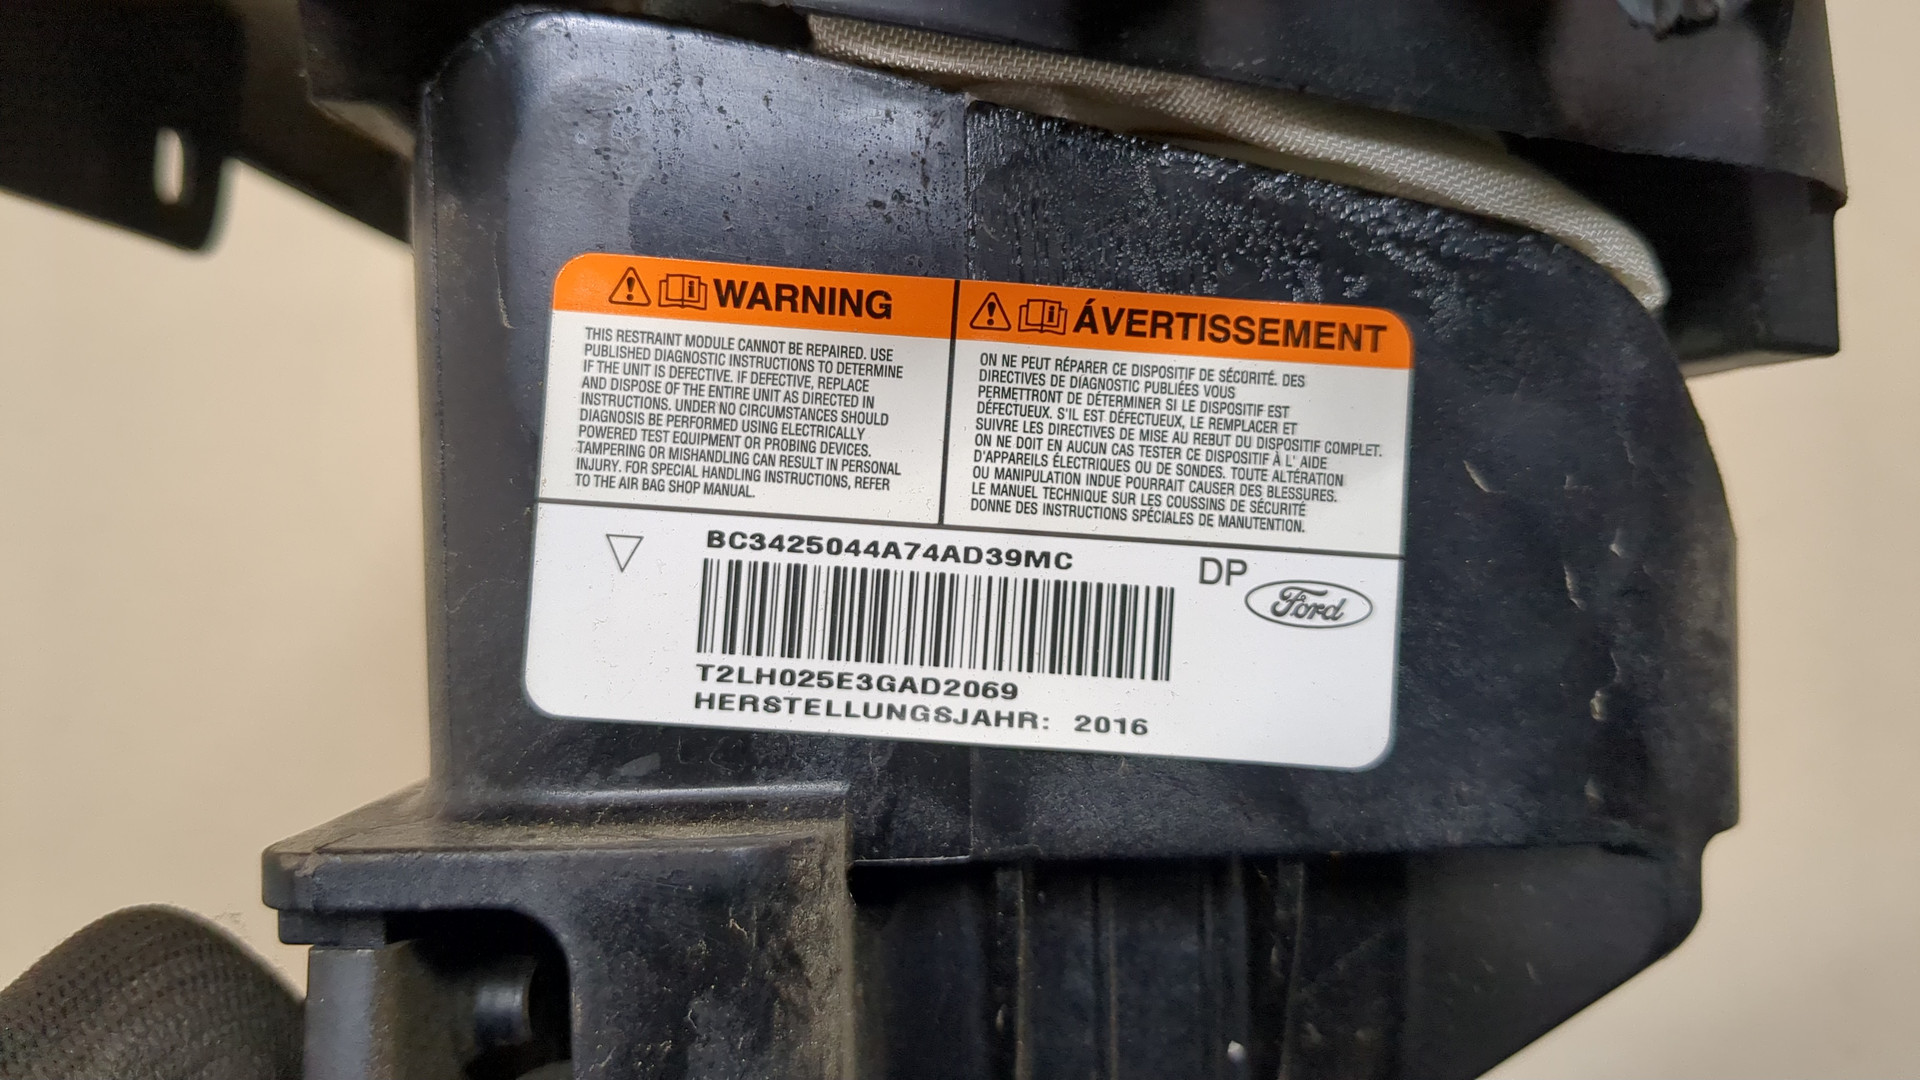 WARNING
THIS RESTRAINT MODULE CANNOT BE REPAIRED. USE
PUBLISHED DIAGNOSTIC INSTRUCTIONS TO DETERMINE
IF THE UNIT IS DEFECTIVE. IF DEFECTIVE, REPLACE
AND DISPOSE OF THE ENTIRE UNIT AS DIRECTED IN
INSTRUCTIONS. UNDER NO CIRCUMSTANCES SHOULD
DIAGNOSIS BE PERFORMED USING ELECTRICALLY
POWERED TEST EQUIPMENT OR PROBING DEVICES.
TAMPERING OR MISHANDLING CAN RESULT IN PERSONAL
INJURY. FOR SPECIAL HANDLING INSTRUCTIONS, REFER
TO THE AIR BAG SHOP MANUAL.
ÁVERTISSEMENT
ON NE PEUT RÉPARER CE DISPOSITIF DE SÉCÛRITÉ. DES
DIRECTIVES DE DIAGNOSTIC PUBLIÉES VOUS
PERMETTRONT DE DÉTERMINER SI LE DISPOSITIF EST
DÉFECTUEUX. S'IL EST DÉFECTUEUX, LE REMPLACER ET
SUIVRE LES DIRECTIVES DE MISE AU REBUT DU DISPOSITIF COMPLET.
ON NE DOIT EN AUCUN CAS TESTER CE DISPOSITIF À L' AIDE
D'APPAREILS ÉLECTRIQUES OU DE SONDES. TOUTE ALTÉRATION
OU MANIPULATION INDUE POURRAIT CAUSER DES BLESSURES.
LE MANUEL TECHNIQUE SUR LES COUSSINS DE SÉCURITÉ
DONNE DES INSTRUCTIONS SPÉCIALES DE MANUTENTION.
BC3425044A74AD39MC
DP
Ford
T2LH025E3GAD2069
HERSTELLUNGSJAHR: 2016